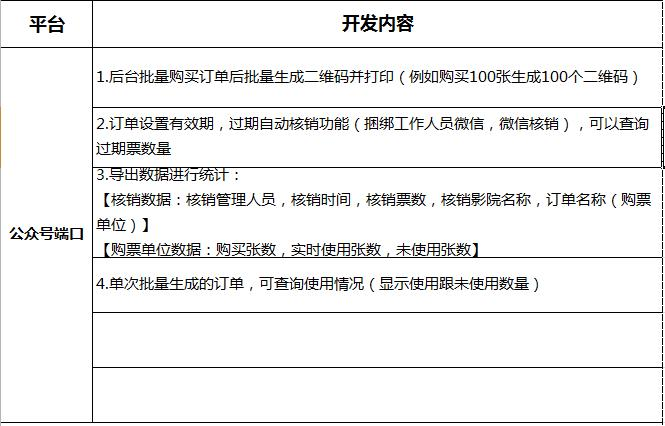 平台 开发内容
1.后台批量购买订单后批量生成二维码并打印（例如购买100张生成100个二维码）
2.订单设置有效期，过期自动核销功能（捆绑工作人员微信，微信核销），可以查询
过期票数量
3.导出数据进行统计：
【核销数据：核销管理人员，核销时间，核销票数，核销影院名称，订单名称（购票
单位）】
公众号端口
【购票单位数据：购买张数，实时使用张数，未使用张数】
4.单次批量生成的订单，可查询使用情况（显示使用跟未使用数量）